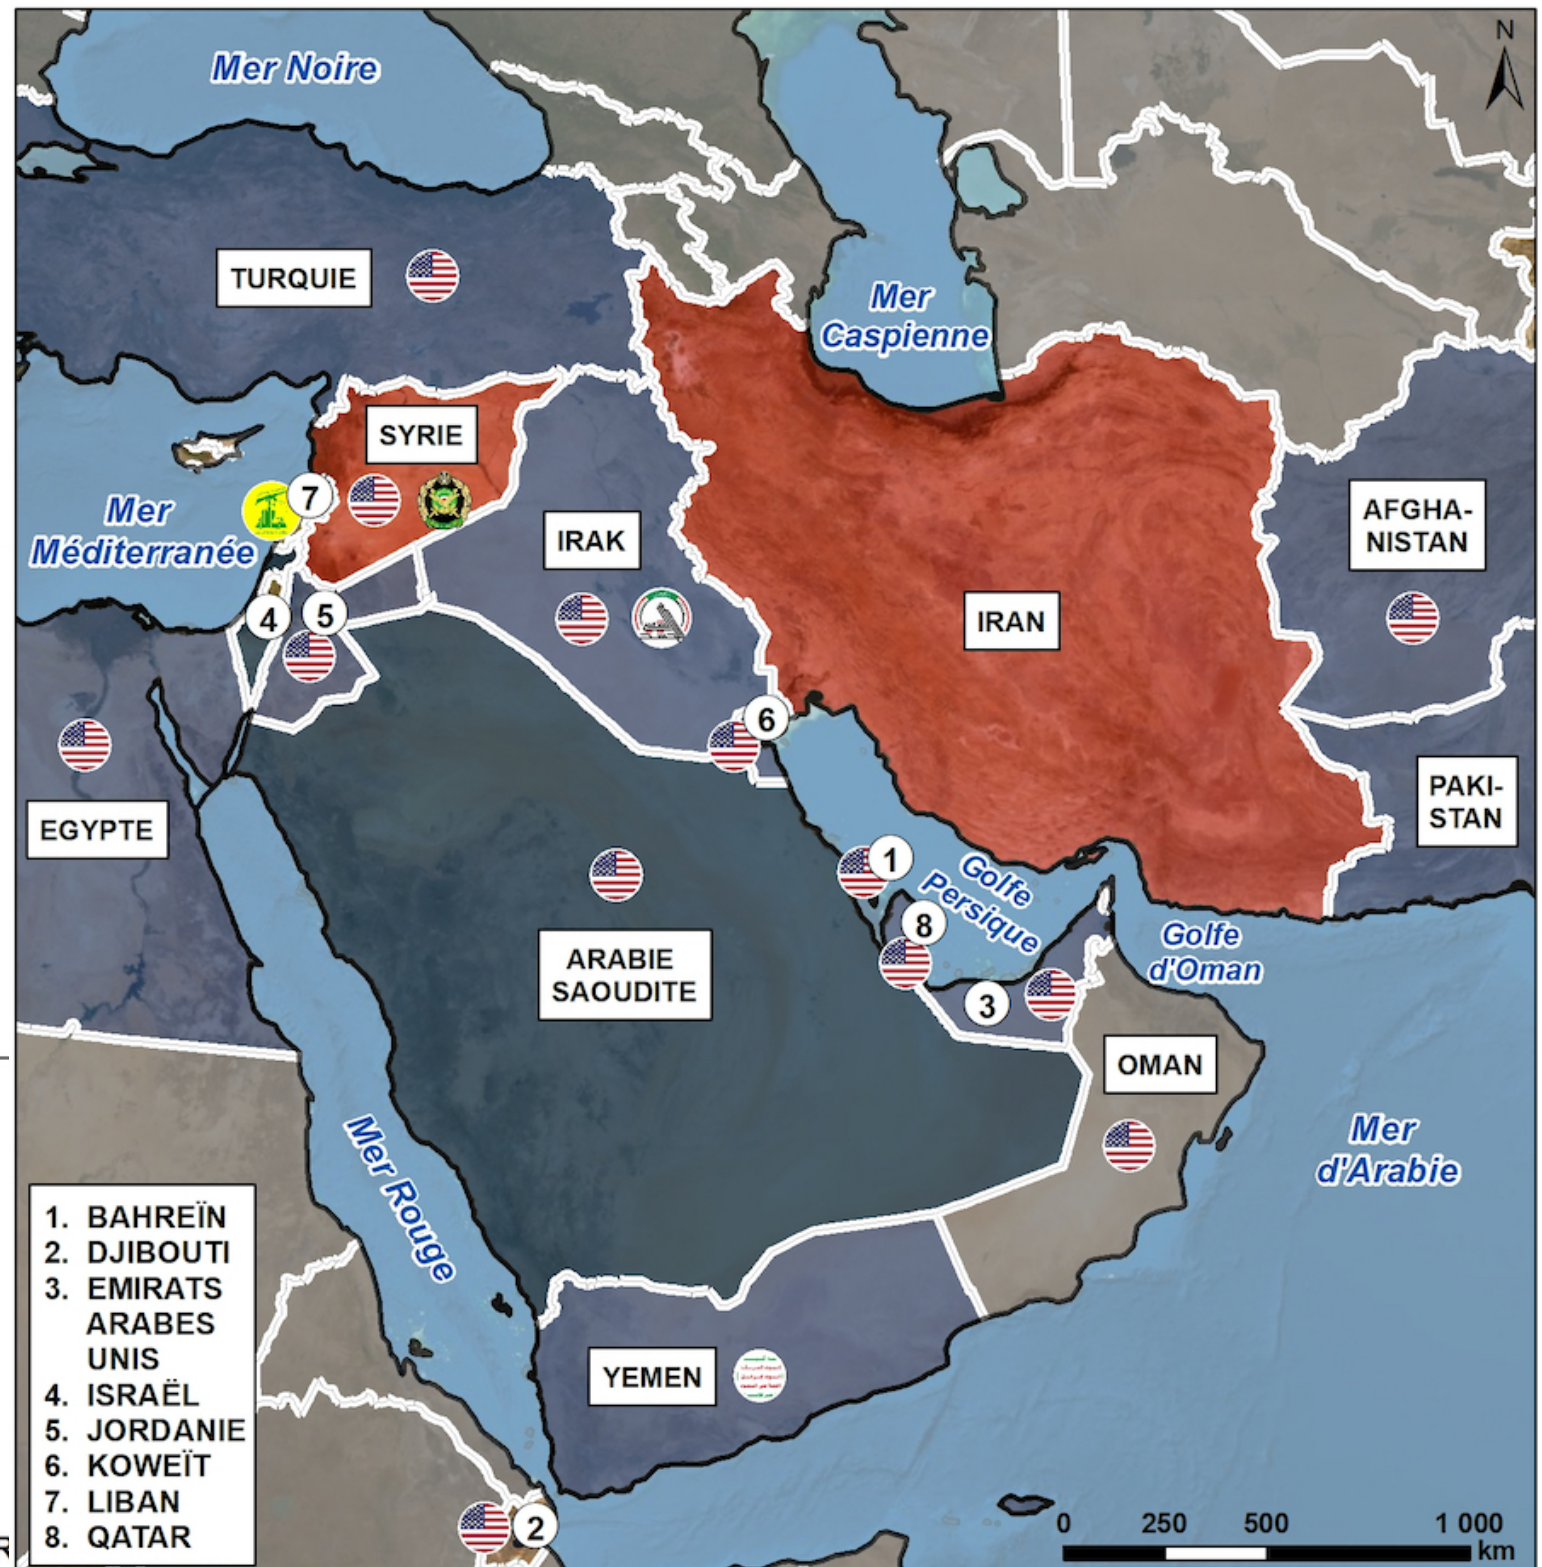 N
Mer Noire
TURQUIE
Mer
Caspienne
SYRIE
7
Mer
Méditerranée
IRAK
AFGHA-
NISTAN
IRAN
4
5
6
EGYPTE
PAKI-
STAN
1
Golfe
Persique
8
Golfe
d'Oman
ARABIE
SAOUDITE
3
OMAN
Mer
d'Arabie
Mer Rouge
1. BAHREÏN
2. DJIBOUTI
3. EMIRATS
ARABES
UNIS
4. ISRAËL
5. JORDANIE
6. KOWEÏT
7. LIBAN
8. QATAR
YEMEN
2
0 250 500 1 000
km